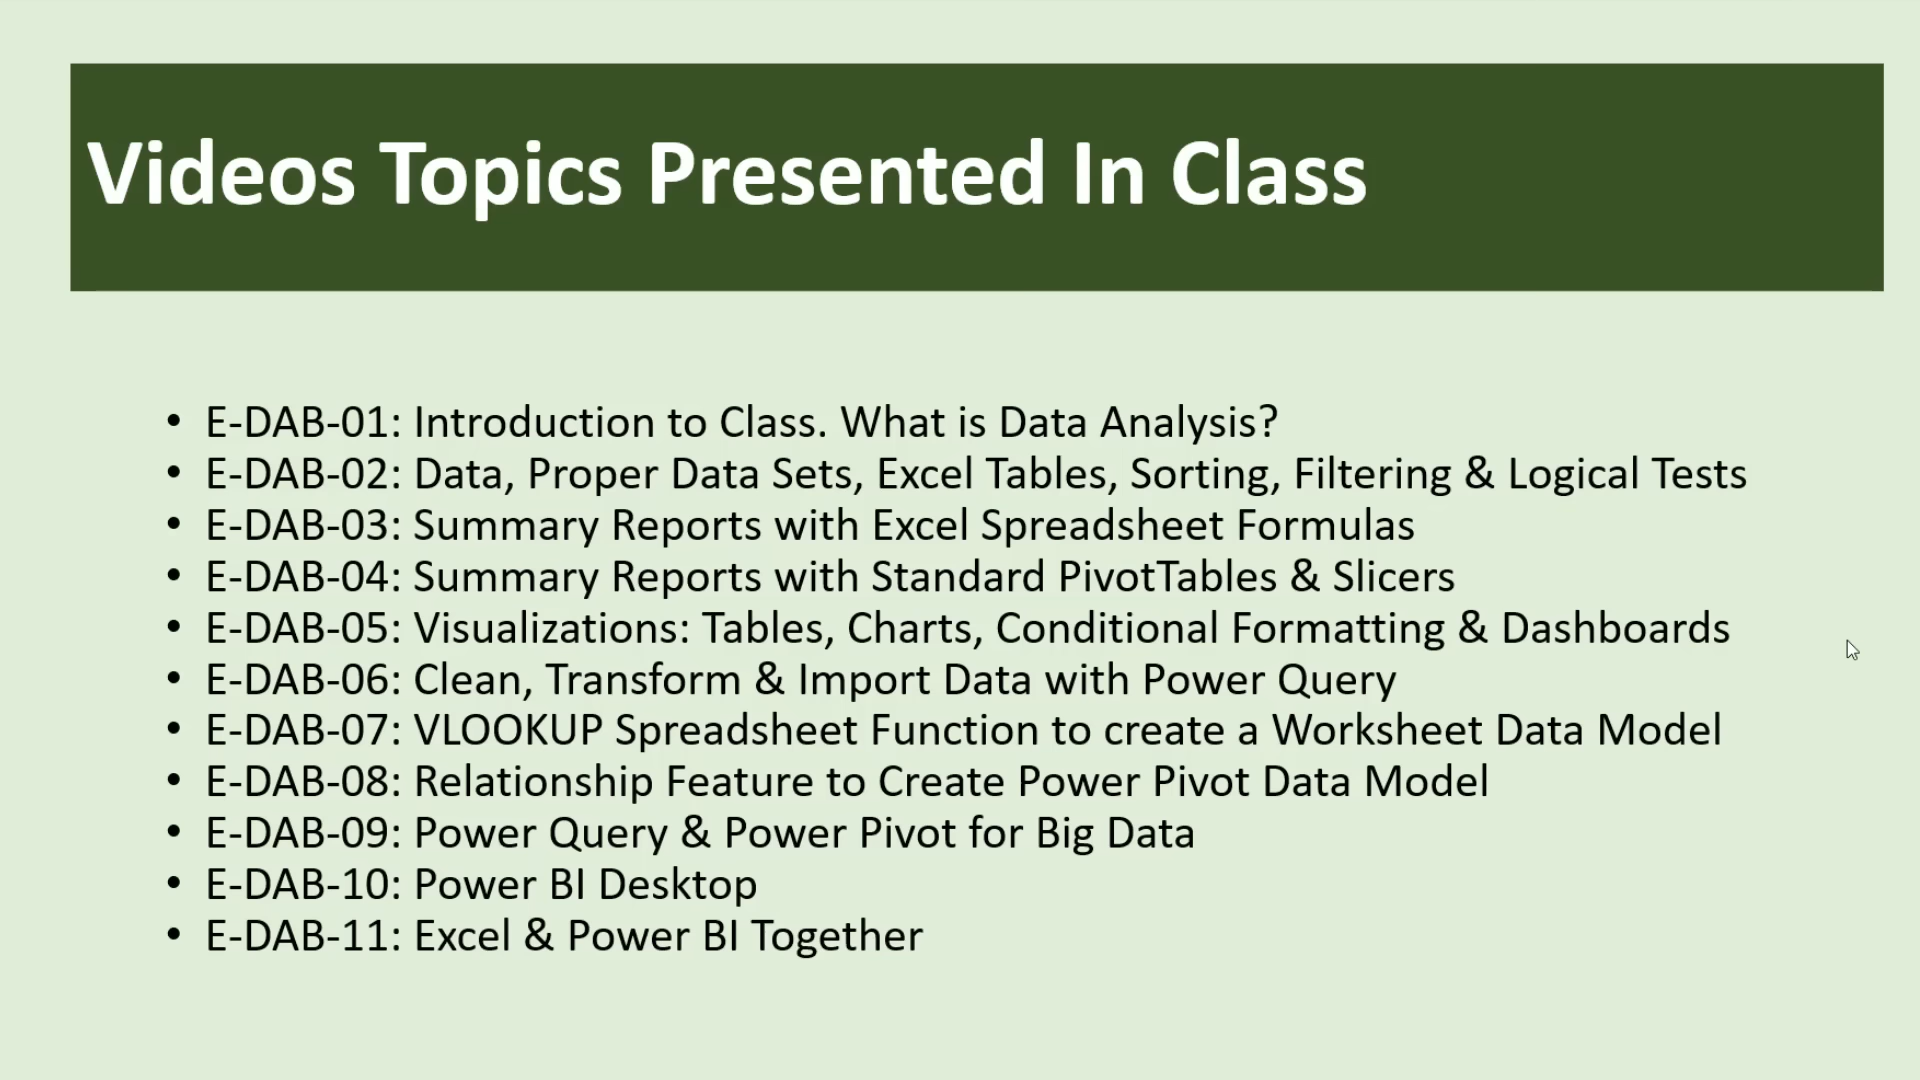 Videos Topics Presented In Class
• E-DAB-01: Introduction to Class. What is Data Analysis?
• E-DAB-02: Data, Proper Data Sets, Excel Tables, Sorting, Filtering & Logical Tests
• E-DAB-03: Summary Reports with Excel Spreadsheet Formulas
• E-DAB-04: Summary Reports with Standard PivotTables & Slicers
• E-DAB-05: Visualizations: Tables, Charts, Conditional Formatting & Dashboards
• E-DAB-06: Clean, Transform & Import Data with Power Query
• E-DAB-07: VLOOKUP Spreadsheet Function to create a Worksheet Data Model
• E-DAB-08: Relationship Feature to Create Power Pivot Data Model
• E-DAB-09: Power Query & Power Pivot for Big Data
• E-DAB-10: Power BI Desktop
• E-DAB-11: Excel & Power BI Together